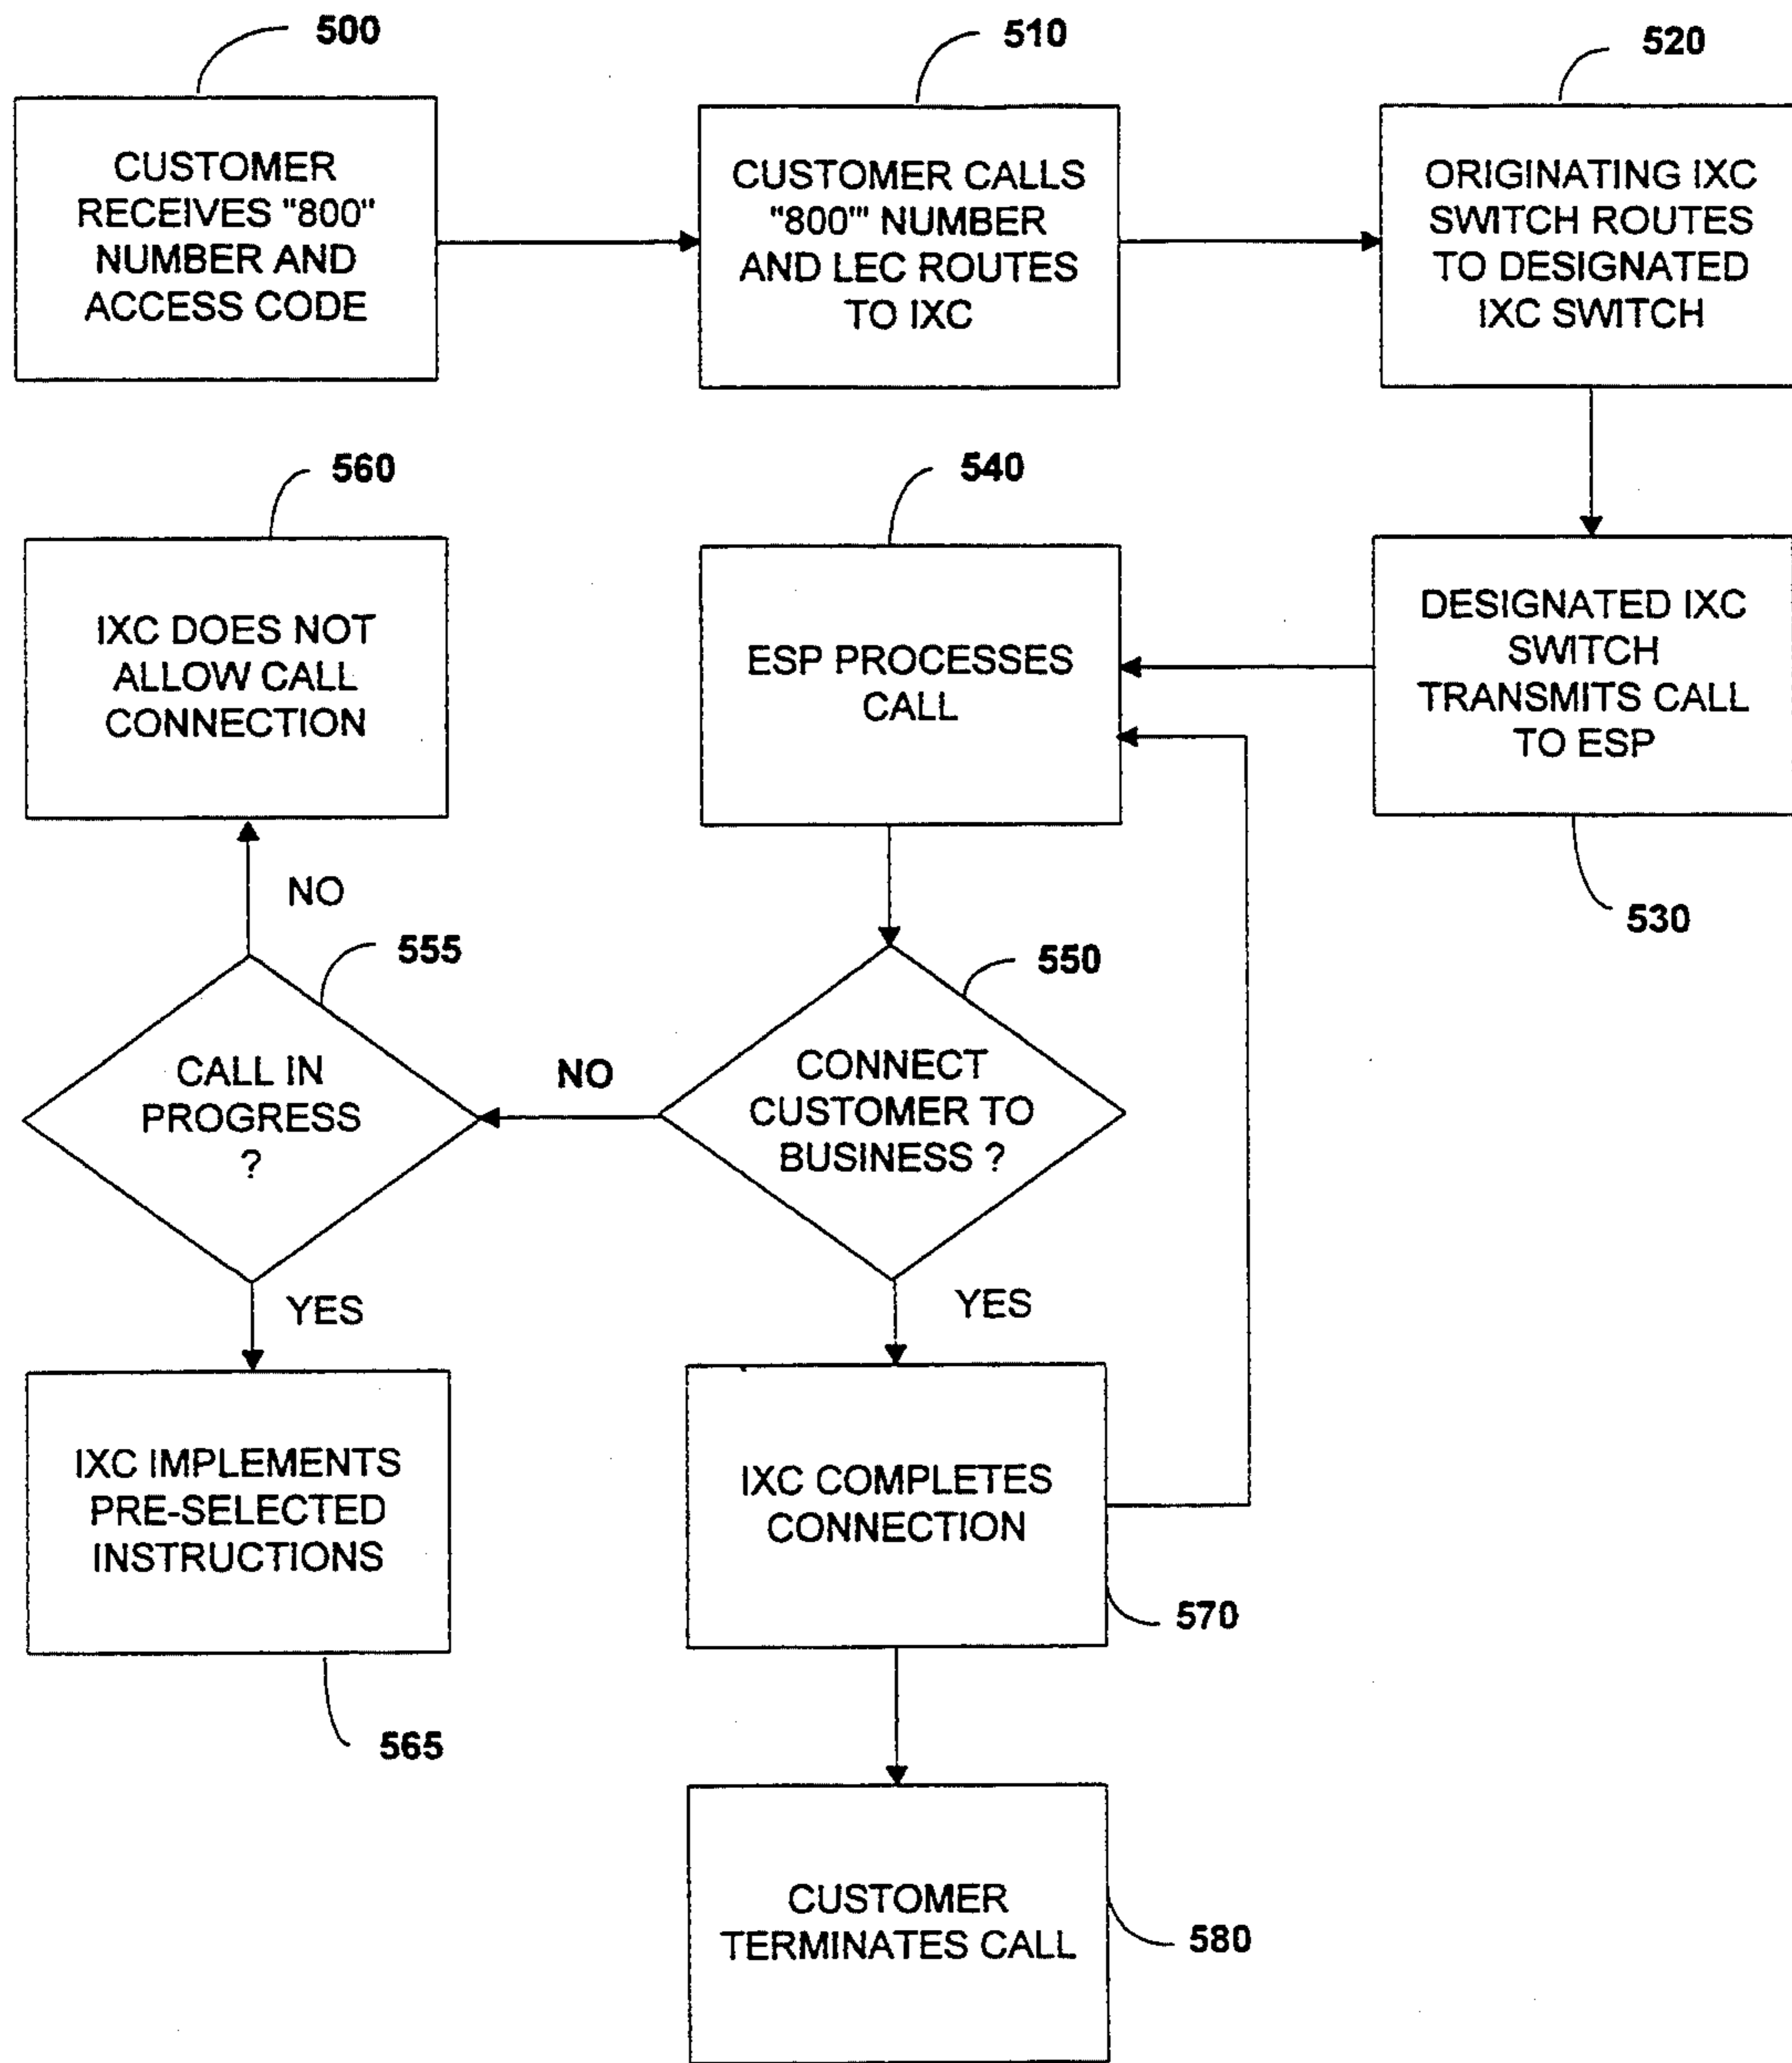 500
CUSTOMER
RECEIVES "800"
NUMBER AND
ACCESS CODE
510
CUSTOMER CALLS
"800'" NUMBER
AND LEC ROUTES
TO IXC
520
ORIGINATING IXC
SWITCH ROUTES
TO DESIGNATED
IXC SWITCH
560
IXC DOES NOT
ALLOW CALL
CONNECTION
540
ESP PROCESSES
CALL
DESIGNATED IXC
SWITCH
TRANSMITS CALL
TO ESP
530
NO
555
CALL IN
PROGRESS
?
NO
550
CONNECT
CUSTOMER TO
BUSINESS ?
YES
YES
IXC IMPLEMENTS
PRE-SELECTED
INSTRUCTIONS
565
IXC COMPLETES
CONNECTION
570
CUSTOMER
TERMINATES CALL
580